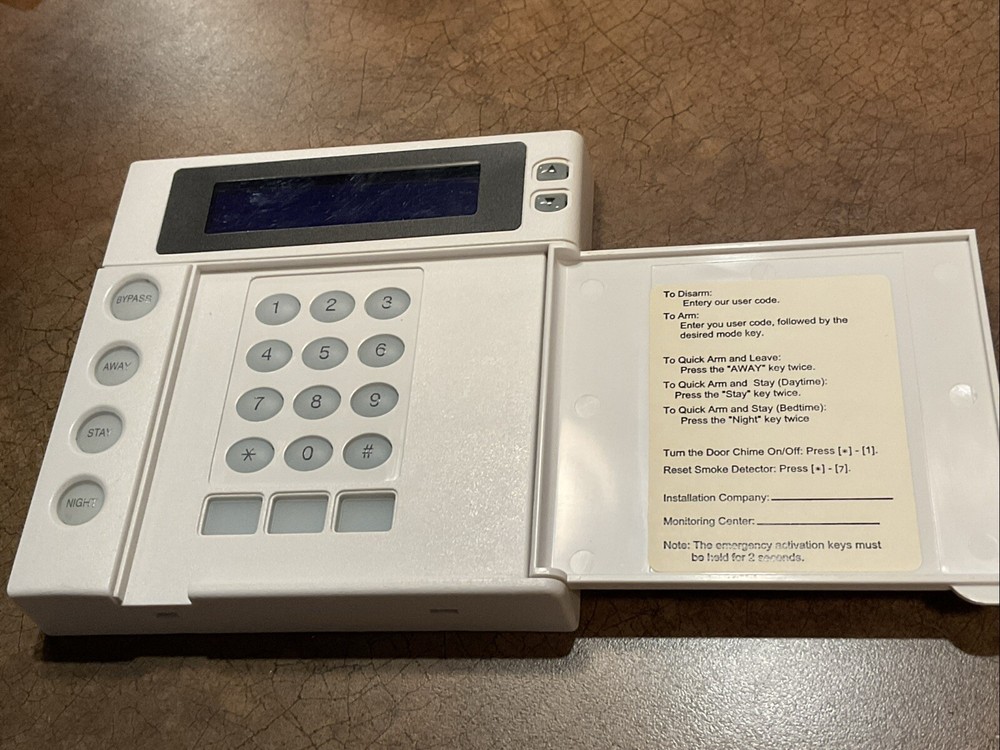 BYPASS
AWAY
STAY
NIGHT
1 2 3
4 5 6
7 8 9
* 0 #
To Disarm:
Entery our user code.
To Arm:
Enter you user code, followed by the
desired mode key.
To Quick Arm and Leave:
Press the "AWAY" key twice.
To Quick Arm and Stay (Daytime):
Press the "Stay" key twice.
To Quick Arm and Stay (Bedtime):
Press the "Night" key twice
Turn the Door Chime On/Off: Press [*] - [1].
Reset Smoke Detector: Press [*] - [7].
Installation Company:
Monitoring Center:
Note: The emergency activation keys must
be held for 2 seconds.